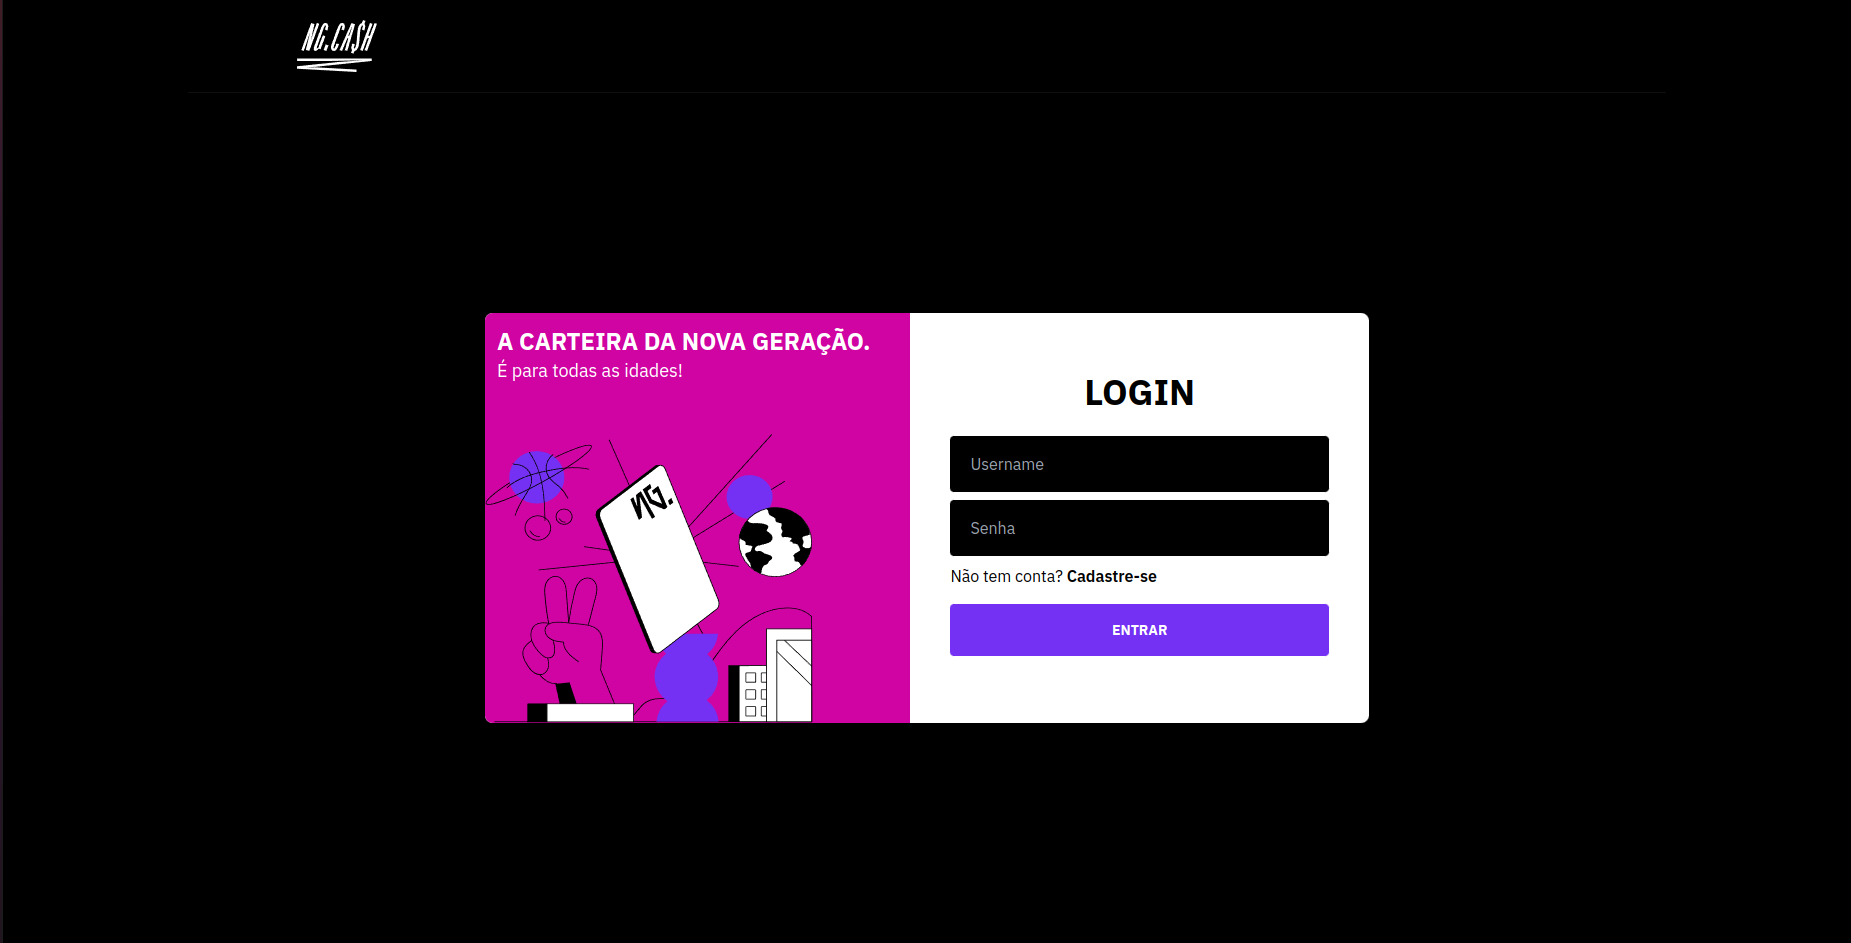 NG.CA$H
A CARTEIRA DA NOVA GERAÇÃO.
É para todas as idades!
NG.
LOGIN
Username
Senha
Não tem conta? Cadastre-se
ENTRAR